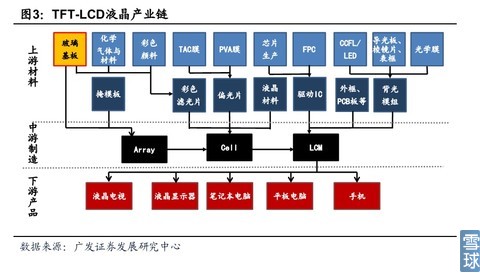 图3：TFT-LCD液晶产业链
上游材料
玻璃
基板
化学
气体与
材料
彩色
颜料
TAC膜
PVA膜
芯片
生产
FPC
CCFL/
LED
导光板、
棱镜片、
表框
光学膜
掩模板
彩色
滤光片
偏光片
液晶
材料
驱动IC
外框、
PCB板等
背光
模组
中游制造
Array
Cell
LCM
下游产品
液晶电视
液晶显示器
笔记本电脑
平板电脑
手机
数据来源：广发证券发展研究中心
雪球